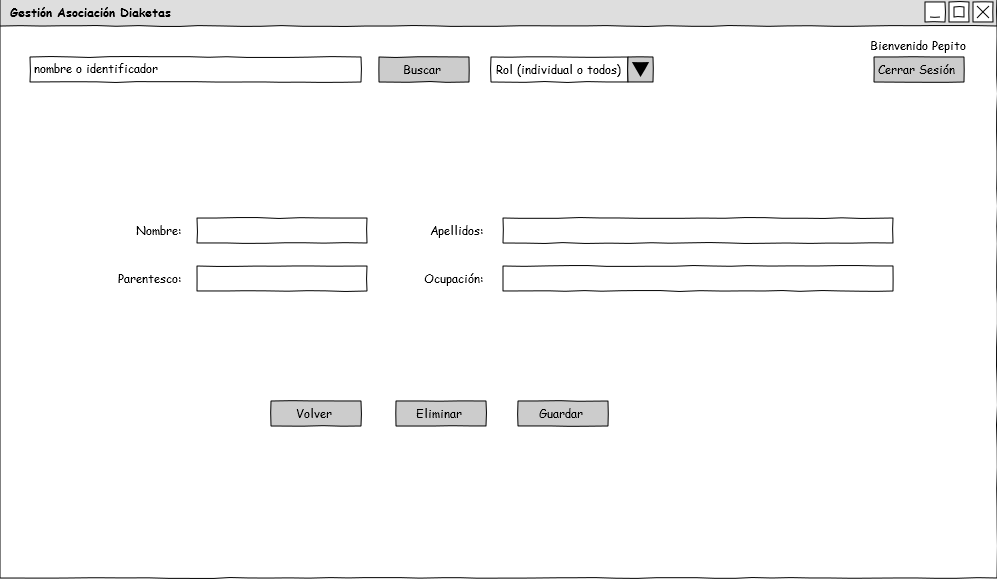 Gestión Asociación Diaketas
Bienvenido Pepito
nombre o identificador
Buscar
Rol (individual o todos)
Cerrar Sesión
Nombre:
Apellidos:
Parentesco:
Ocupación:
Volver
Eliminar
Guardar